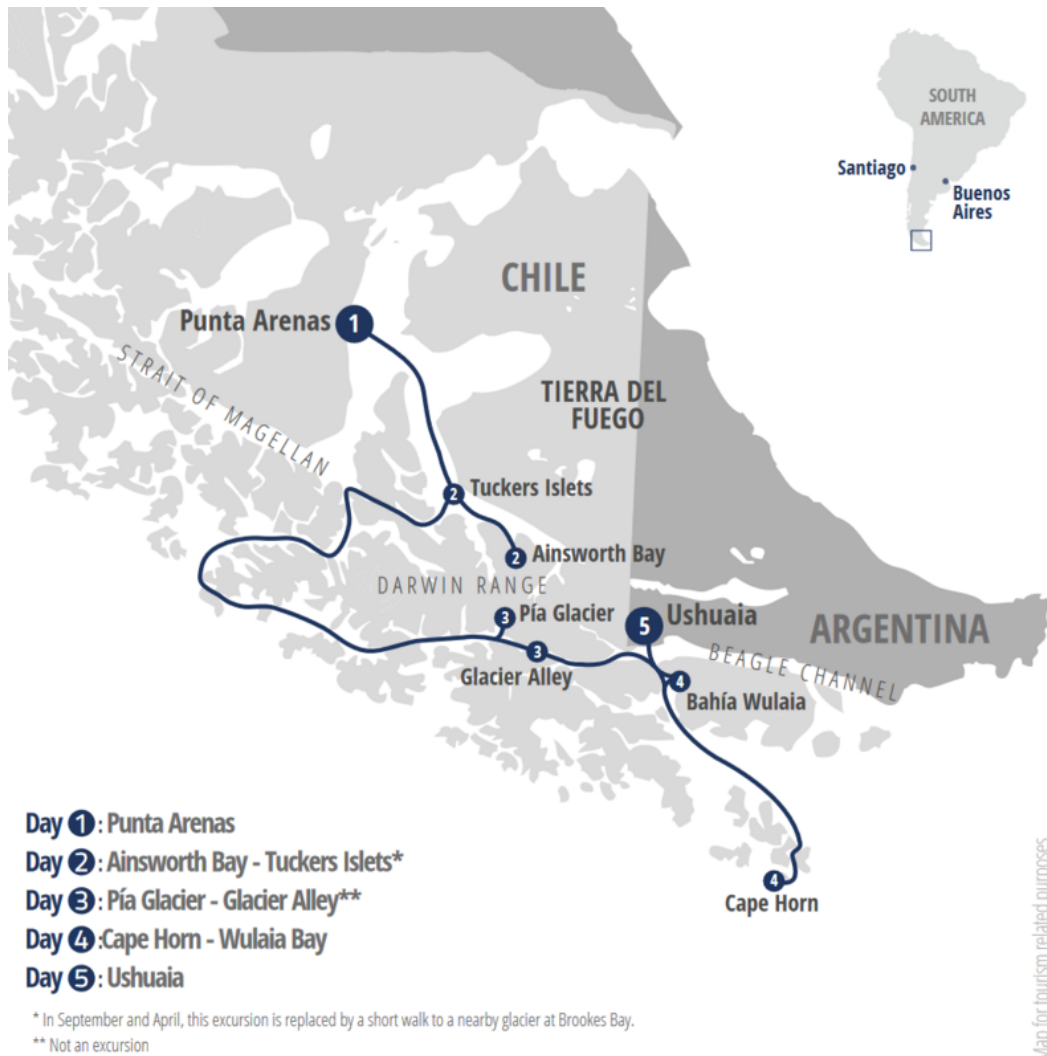 SOUTH
AMERICA
Santiago
Buenos
Aires
CHILE
Punta Arenas 1
STRAIT OF MAGELLAN
TIERRA DEL
FUEGO
2 Tuckers Islets
2 Ainsworth Bay
DARWIN RANGE
3 Pía Glacier
5 Ushuaia
ARGENTINA
3
Glacier Alley
BEAGLE CHANNEL
4
Bahía Wulaia
4
Cape Horn
Day 1: Punta Arenas
Day 2: Ainsworth Bay - Tuckers Islets*
Day 3: Pía Glacier - Glacier Alley**
Day 4:Cape Horn - Wulaia Bay
Day 5: Ushuaia
* In September and April, this excursion is replaced by a short walk to a nearby glacier at Brookes Bay.
** Not an excursion
Map for tourism related purposes